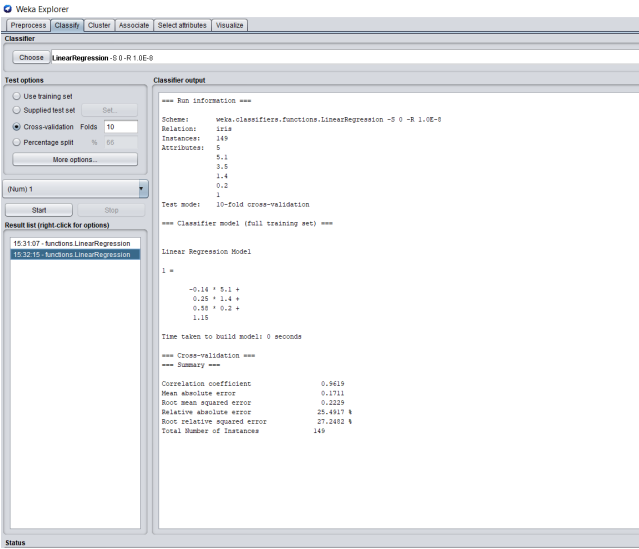 Weka Explorer
Preprocess Classify Cluster Associate Select attributes Visualize
Classifier
Choose LinearRegression -S 0 -R 1.0E-8
Test options
Use training set
Supplied test set Set...
Cross-validation Folds 10
Percentage split % 66
More options...
(Num) 1
Start Stop
Result list (right-click for options)
15:31:07 - functions.LinearRegression
15:32:15 - functions.LinearRegression
Classifier output
=== Run information ===
Scheme: weka.classifiers.functions.LinearRegression -S 0 -R 1.0E-8
Relation: iris
Instances: 149
Attributes: 5
5.1
3.5
1.4
0.2
1
Test mode: 10-fold cross-validation
=== Classifier model (full training set) ===
Linear Regression Model
1 =
-0.14 * 5.1 +
0.25 * 1.4 +
0.58 * 0.2 +
1.15
Time taken to build model: 0 seconds
=== Cross-validation ===
=== Summary ===
Correlation coefficient 0.9619
Mean absolute error 0.1711
Root mean squared error 0.2229
Relative absolute error 25.4917 %
Root relative squared error 27.2482 %
Total Number of Instances 149
Status